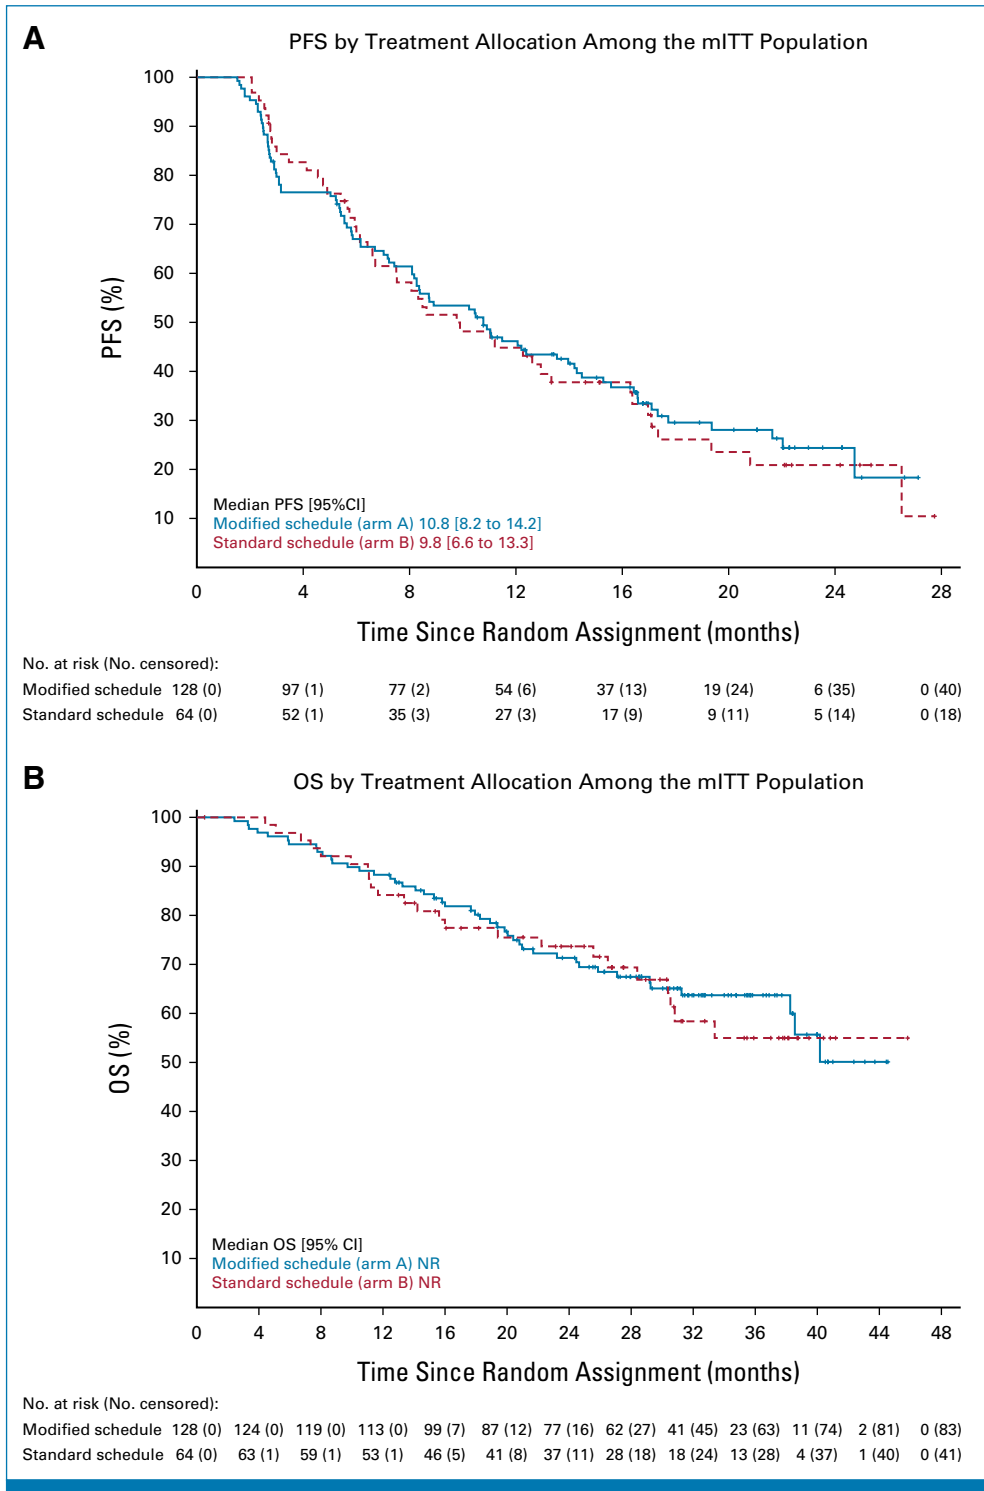 A
PFS by Treatment Allocation Among the mITT Population
100
90
80
70
60
50
40
30
20
10
PFS (%)
Median PFS [95%CI]
Modified schedule (arm A) 10.8 [8.2 to 14.2]
Standard schedule (arm B) 9.8 [6.6 to 13.3]
0 4 8 12 16 20 24 28
Time Since Random Assignment (months)
No. at risk (No. censored):
Modified schedule 128 (0) 97 (1) 77 (2) 54 (6) 37 (13) 19 (24) 6 (35) 0 (40)
Standard schedule 64 (0) 52 (1) 35 (3) 27 (3) 17 (9) 9 (11) 5 (14) 0 (18)
B
OS by Treatment Allocation Among the mITT Population
100
90
80
70
60
50
40
30
20
10
OS (%)
Median OS [95% CI]
Modified schedule (arm A) NR
Standard schedule (arm B) NR
0 4 8 12 16 20 24 28 32 36 40 44 48
Time Since Random Assignment (months)
No. at risk (No. censored):
Modified schedule 128 (0) 124 (0) 119 (0) 113 (0) 99 (7) 87 (12) 77 (16) 62 (27) 41 (45) 23 (63) 11 (74) 2 (81) 0 (83)
Standard schedule 64 (0) 63 (1) 59 (1) 53 (1) 46 (5) 41 (8) 37 (11) 28 (18) 18 (24) 13 (28) 4 (37) 1 (40) 0 (41)